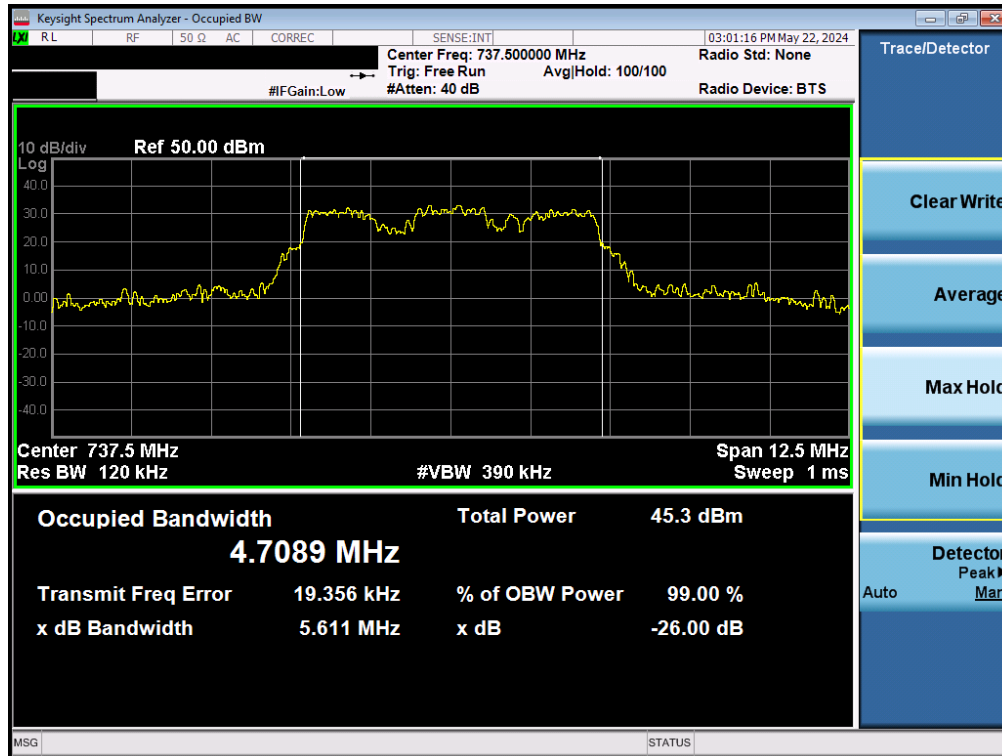 Keysight Spectrum Analyzer - Occupied BW
LXI RL RF 50 Ω AC CORREC SENSE:INT 03:01:16 PM May 22, 2024
Center Freq: 737.500000 MHz Radio Std: None
Trig: Free Run Avg|Hold: 100/100
#IFGain:Low #Atten: 40 dB Radio Device: BTS
10 dB/div Ref 50.00 dBm
Log
40.0
30.0
20.0
10.0
0.00
-10.0
-20.0
-30.0
-40.0
Center 737.5 MHz Span 12.5 MHz
Res BW 120 kHz #VBW 390 kHz Sweep 1 ms
Occupied Bandwidth Total Power 45.3 dBm
4.7089 MHz
Transmit Freq Error 19.356 kHz % of OBW Power 99.00 %
x dB Bandwidth 5.611 MHz x dB -26.00 dB
MSG STATUS
Trace/Detector
Clear Write
Average
Max Hold
Min Hold
Detector
Peak
Auto Man